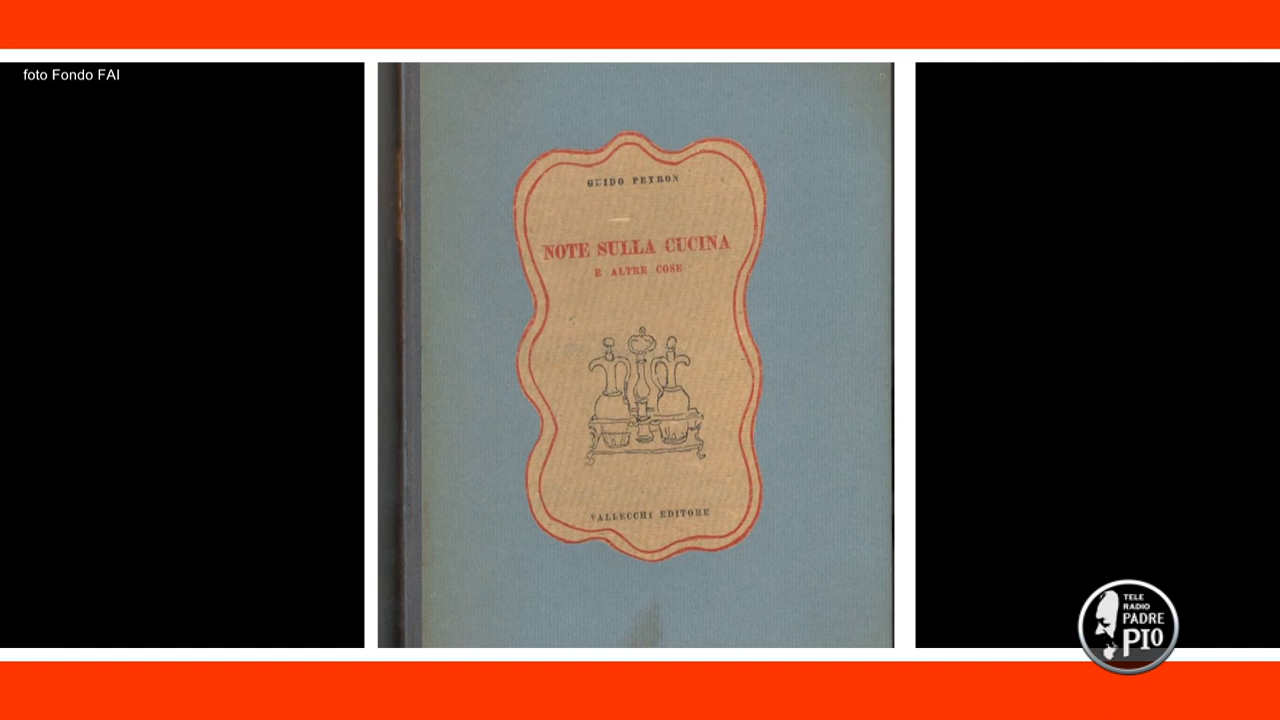 foto Fondo FAI
GUIDO PEYRON
NOTE SULLA CUCINA
E ALTRE COSE
VALLECCHI EDITORE
TELE
RADIO
PADRE
PIO